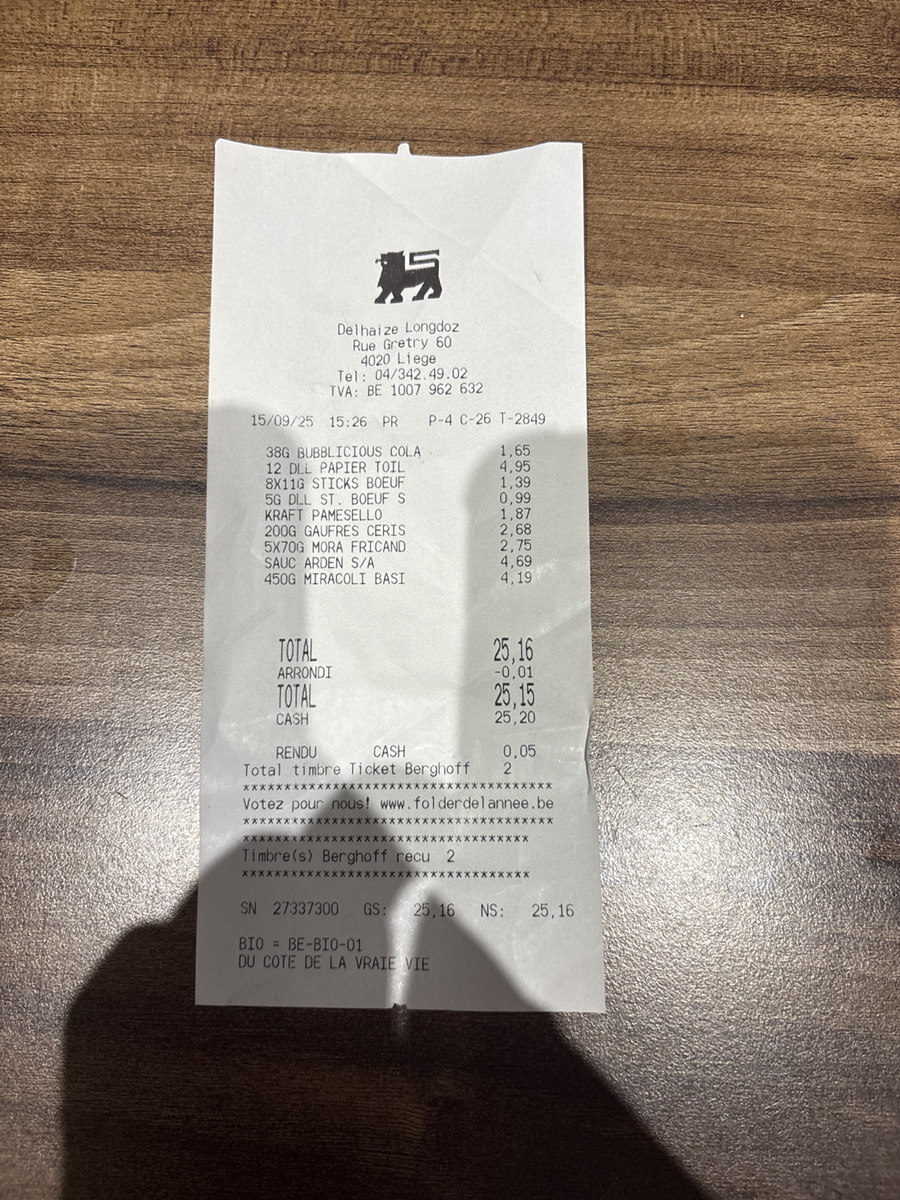 Delhaize Longdoz
Rue Gretry 60
4020 Liege
Tel: 04/342.49.02
TVA: BE 1007 962 632
15/09/25 15:26 PR P-4 C-26 T-2849
38G BUBBLICIOUS COLA 1,65
12 DLL PAPIER TOIL 4,95
8X11G STICKS BOEUF 1,39
5G DLL ST. BOEUF S 0,99
KRAFT PAMESELLO 1,87
200G GAUFRES CERIS 2,68
5X70G MORA FRICAND 2,75
SAUC ARDEN S/A 4,69
450G MIRACOLI BASI 4,19
TOTAL 25,16
ARRONDI -0,01
TOTAL 25,15
CASH 25,20
RENDU CASH 0,05
Total timbre Ticket Berghoff 2
**************************************
Votez pour nous! www.folderdelannee.be
**************************************
***********************************
Timbre(s) Berghoff recu 2
***********************************
SN 27337300 GS: 25,16 NS: 25,16
BIO = BE-BIO-01
DU COTE DE LA VRAIE VIE